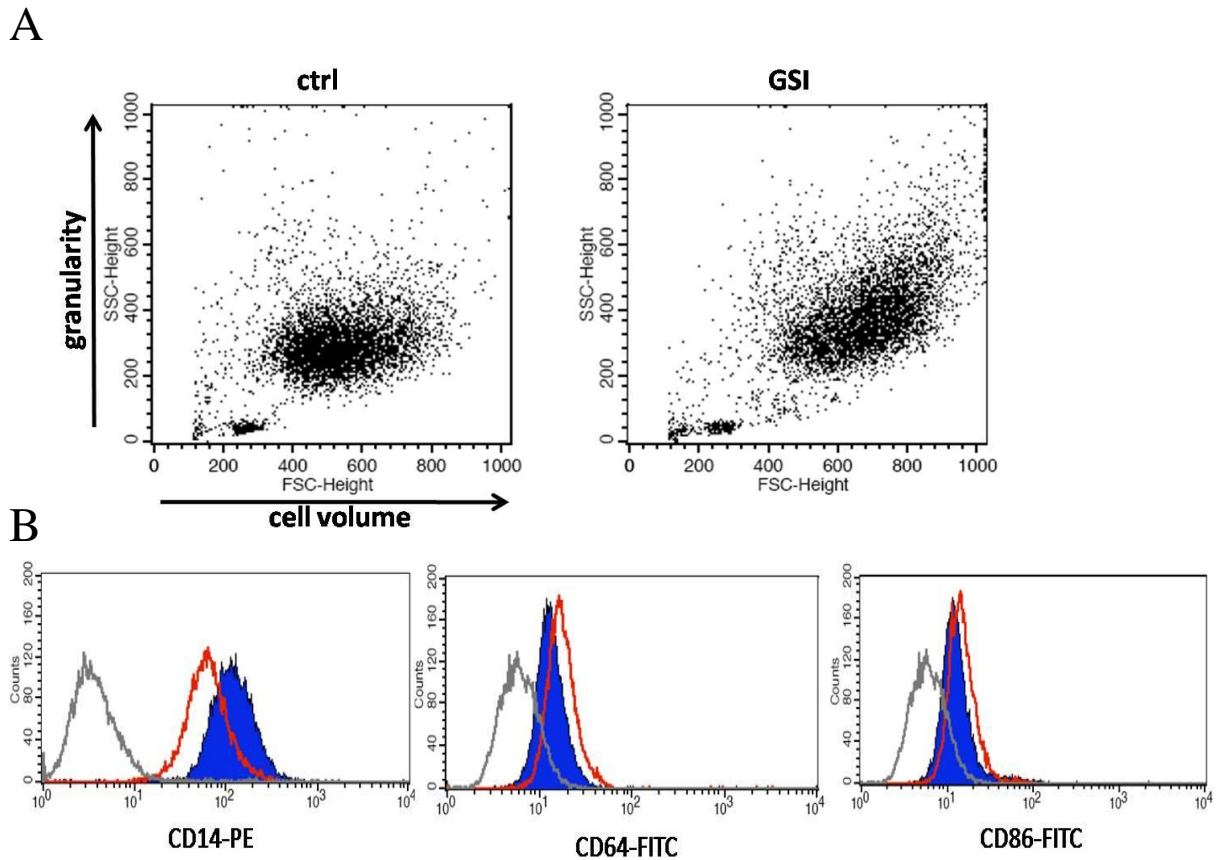 A
ctrl
GSI
granularity
SSC-Height
0 200 400 600 800 1000
0 200 400 600 800 1000
FSC-Height
cell volume
SSC-Height
0 200 400 600 800 1000
0 200 400 600 800 1000
FSC-Height
B
Counts
0 40 80 120 160 200
10^0 10^1 10^2 10^3 10^4
CD14-PE
Counts
0 40 80 120 160 200
10^0 10^1 10^2 10^3 10^4
CD64-FITC
Counts
0 40 80 120 160 200
10^0 10^1 10^2 10^3 10^4
CD86-FITC